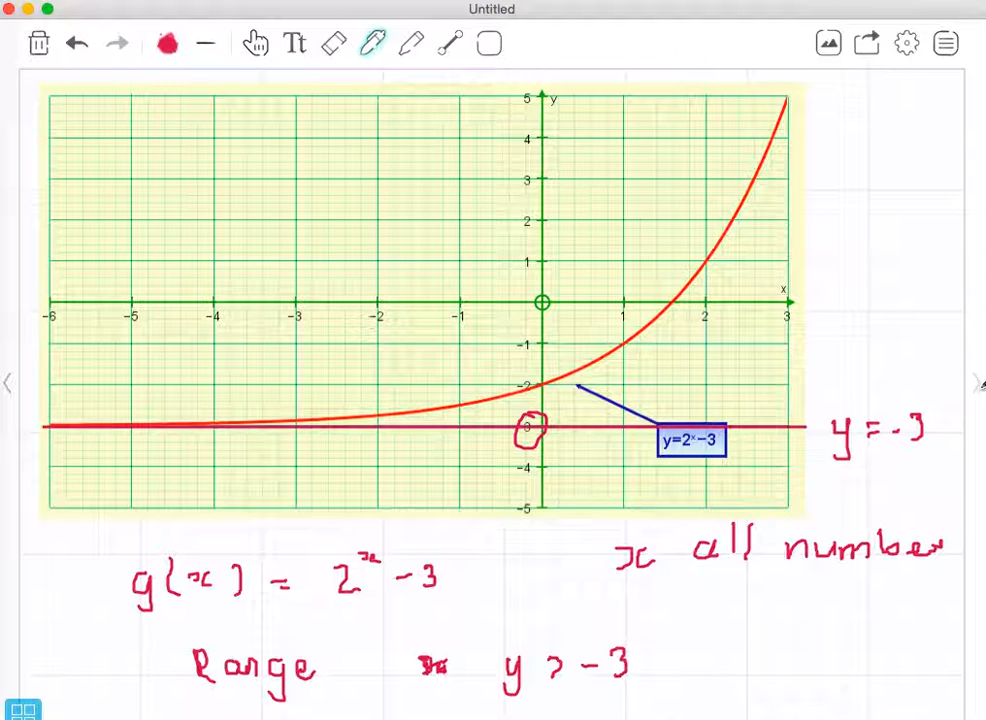 Untitled
Tt
5 y
4
3
2
1
x
-6 -5 -4 -3 -2 -1 1 2 3
-1
-2
y=2ˣ−3
y = -3
-4
-5
x all number
g(x) = 2ˣ -3
Range y > -3